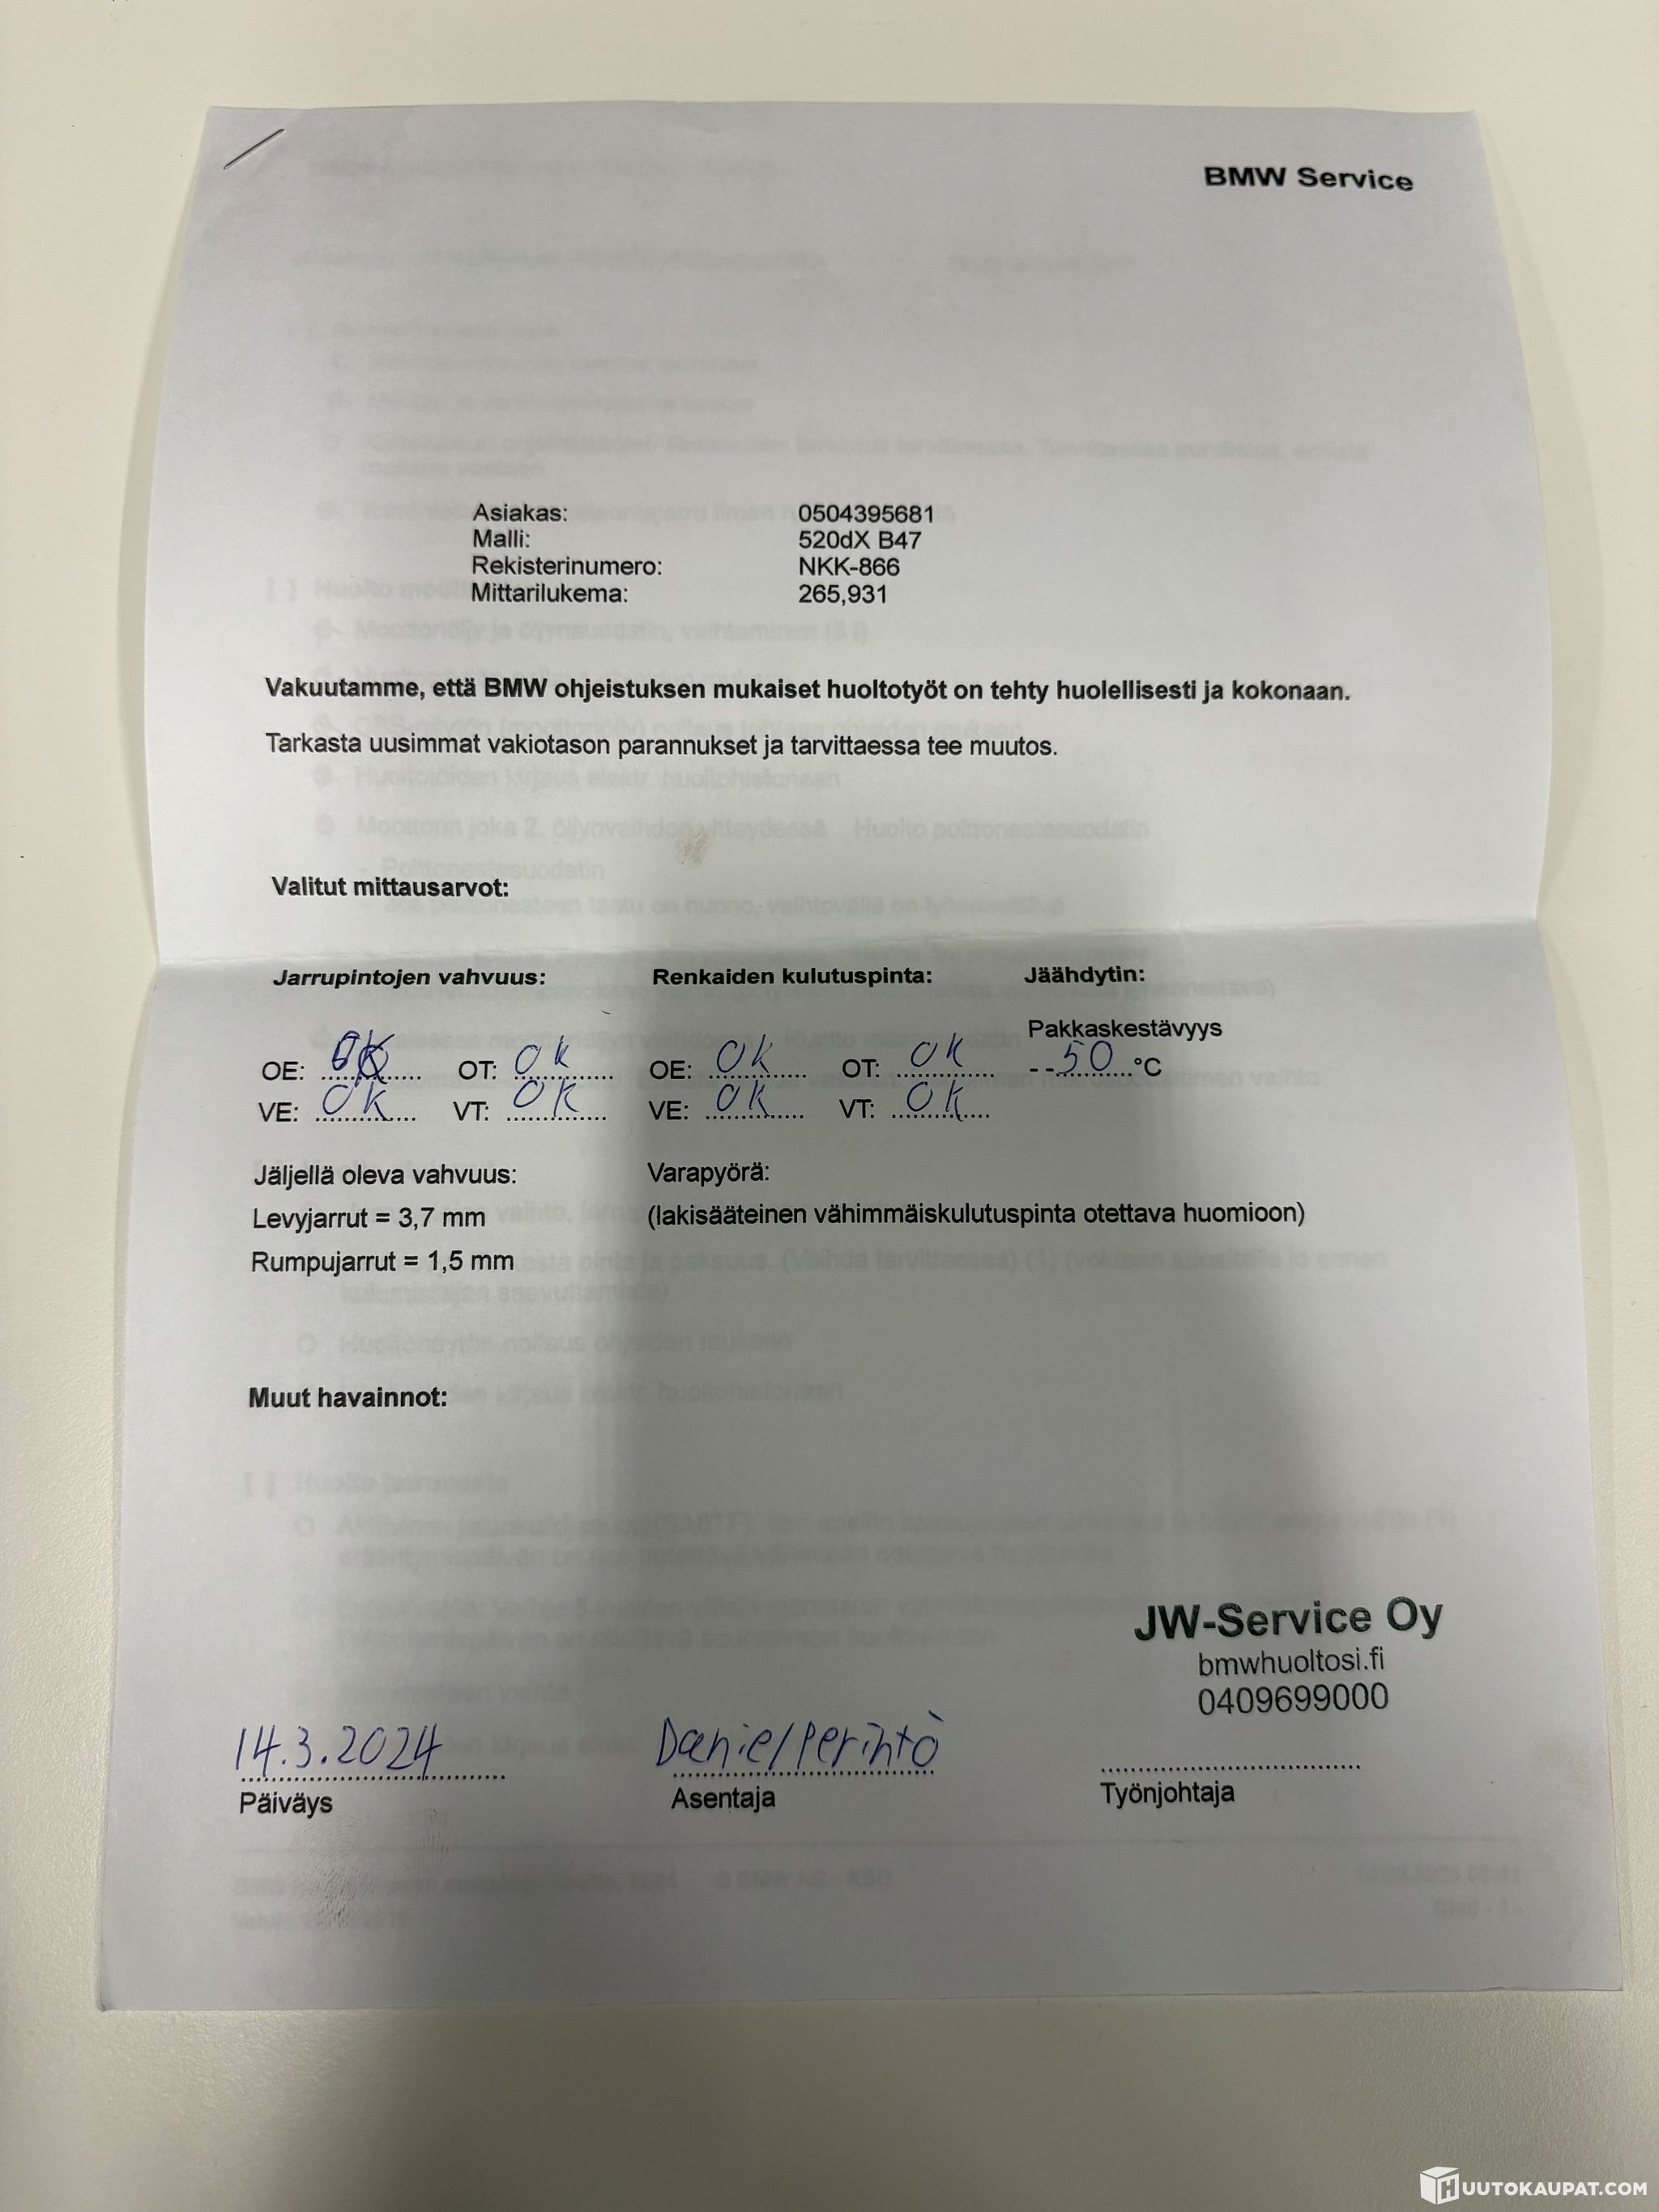 BMW Service
Asiakas: 0504395681
Malli: 520dX B47
Rekisterinumero: NKK-866
Mittarilukema: 265,931
Vakuutamme, että BMW ohjeistuksen mukaiset huoltotyöt on tehty huolellisesti ja kokonaan.
Tarkasta uusimmat vakiotason parannukset ja tarvittaessa tee muutos.
Valitut mittausarvot:
Jarrupintojen vahvuus: Renkaiden kulutuspinta: Jäähdytin:
Pakkaskestävyys
OE: OK OT: OK OE: OK OT: OK --50 °C
VE: OK VT: OK VE: OK VT: OK
Jäljellä oleva vahvuus: Varapyörä:
Levyjarrut = 3,7 mm (lakisääteinen vähimmäiskulutuspinta otettava huomioon)
Rumpujarrut = 1,5 mm
Muut havainnot:
JW-Service Oy
bmwhuoltosi.fi
0409699000
14.3.2024 Daniel Perintö
Päiväys Asentaja Työnjohtaja
HUUTOKAUPAT.COM